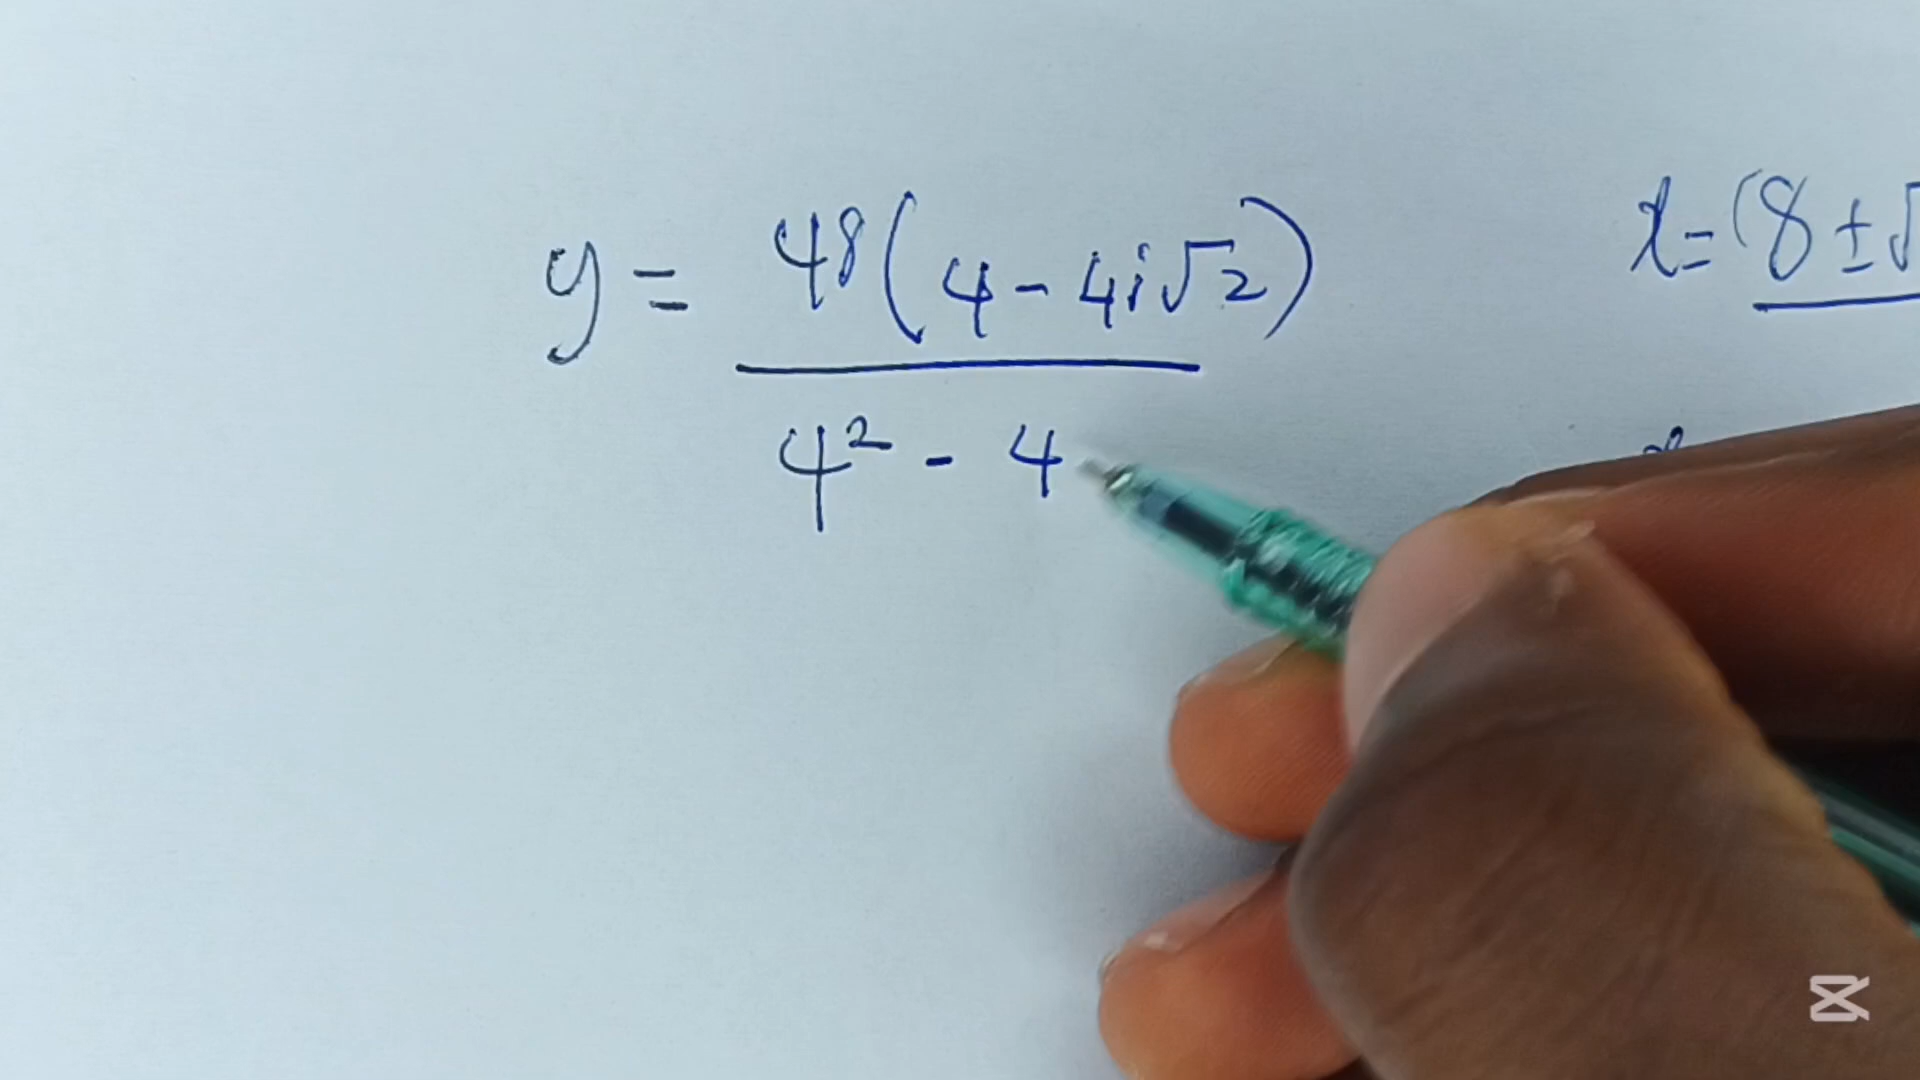 y = 48(4 - 4i√2)
4² - 4
x = (8 ± √